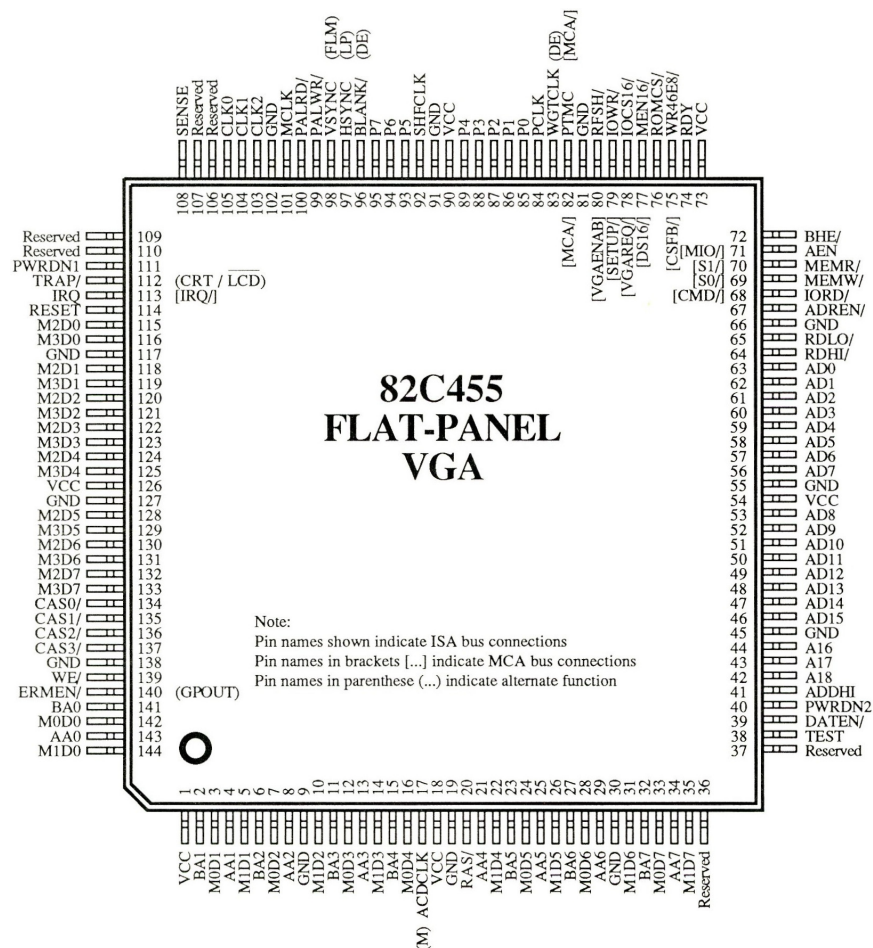 (FLM)
(LP)
(DE)
(DE)
[MCA/]
SENSE
Reserved
Reserved
CLK0
CLK1
CLK2
GND
MCLK
PALRD/
PALWR/
VSYNC
HSYNC
BLANK/
P7
P6
P5
SHFCLK
GND
VCC
P4
P3
P2
P1
P0
PCLK
WGTCLK
PTMC
GND
RFSH/
IOWR/
IOCS16/
MEN16/
ROMCS/
WR46E8/
RDY
VCC
108
107
106
105
104
103
102
101
100
99
98
97
96
95
94
93
92
91
90
89
88
87
86
85
84
83
82
81
80
79
78
77
76
75
74
73
[MCA/]
[VGAENAB]
[SETUP/]
[VGAREQ/]
[DS16/]
[CSFB/]
Reserved 109
Reserved 110
PWRDN1 111
TRAP/ 112 (CRT / LCD)
IRQ 113 [IRQ/]
RESET 114
M2D0 115
M3D0 116
GND 117
M2D1 118
M3D1 119
M2D2 120
M3D2 121
M2D3 122
M3D3 123
M2D4 124
M3D4 125
VCC 126
GND 127
M2D5 128
M3D5 129
M2D6 130
M3D6 131
M2D7 132
M3D7 133
CAS0/ 134
CAS1/ 135
CAS2/ 136
CAS3/ 137
GND 138
WE/ 139
ERMEN/ 140 (GPOUT)
BA0 141
M0D0 142
AA0 143
M1D0 144
82C455
FLAT-PANEL
VGA
Note:
Pin names shown indicate ISA bus connections
Pin names in brackets [...] indicate MCA bus connections
Pin names in parenthese (...) indicate alternate function
72 BHE/
[MIO/] 71 AEN
[S1/] 70 MEMR/
[S0/] 69 MEMW/
[CMD/] 68 IORD/
67 ADREN/
66 GND
65 RDLO/
64 RDHI/
63 AD0
62 AD1
61 AD2
60 AD3
59 AD4
58 AD5
57 AD6
56 AD7
55 GND
54 VCC
53 AD8
52 AD9
51 AD10
50 AD11
49 AD12
48 AD13
47 AD14
46 AD15
45 GND
44 A16
43 A17
42 A18
41 ADDHI
40 PWRDN2
39 DATEN/
38 TEST
37 Reserved
1
2
3
4
5
6
7
8
9
10
11
12
13
14
15
16
17
18
19
20
21
22
23
24
25
26
27
28
29
30
31
32
33
34
35
36
VCC
BA1
M0D1
AA1
M1D1
BA2
M0D2
AA2
GND
M1D2
BA3
M0D3
AA3
M1D3
BA4
M0D4
(M) ACDCLK
VCC
GND
RAS/
AA4
M1D4
BA5
M0D5
AA5
M1D5
BA6
M0D6
AA6
GND
M1D6
BA7
M0D7
AA7
M1D7
Reserved